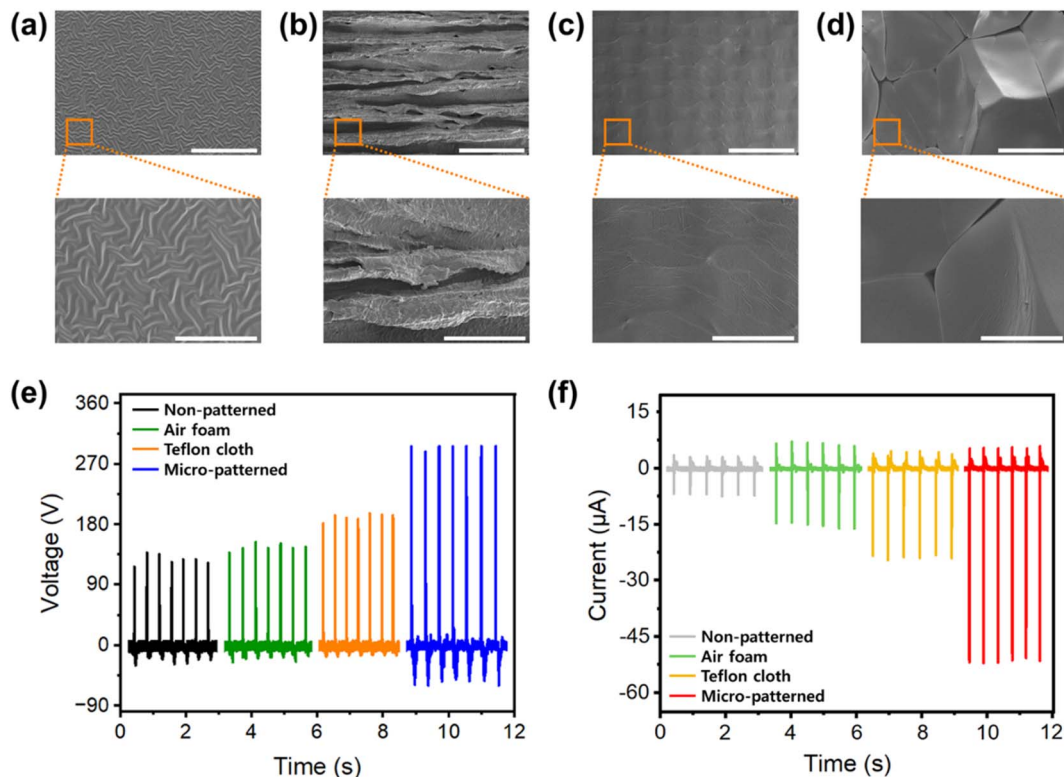 (a)
(b)
(c)
(d)
(e)
360
270
180
90
0
−90
Voltage (V)
Non-patterned
Air foam
Teflon cloth
Micro-patterned
0 2 4 6 8 10 12
Time (s)
(f)
15
0
-15
-30
-45
-60
Current (µA)
Non-patterned
Air foam
Teflon cloth
Micro-patterned
0 2 4 6 8 10 12
Time (s)